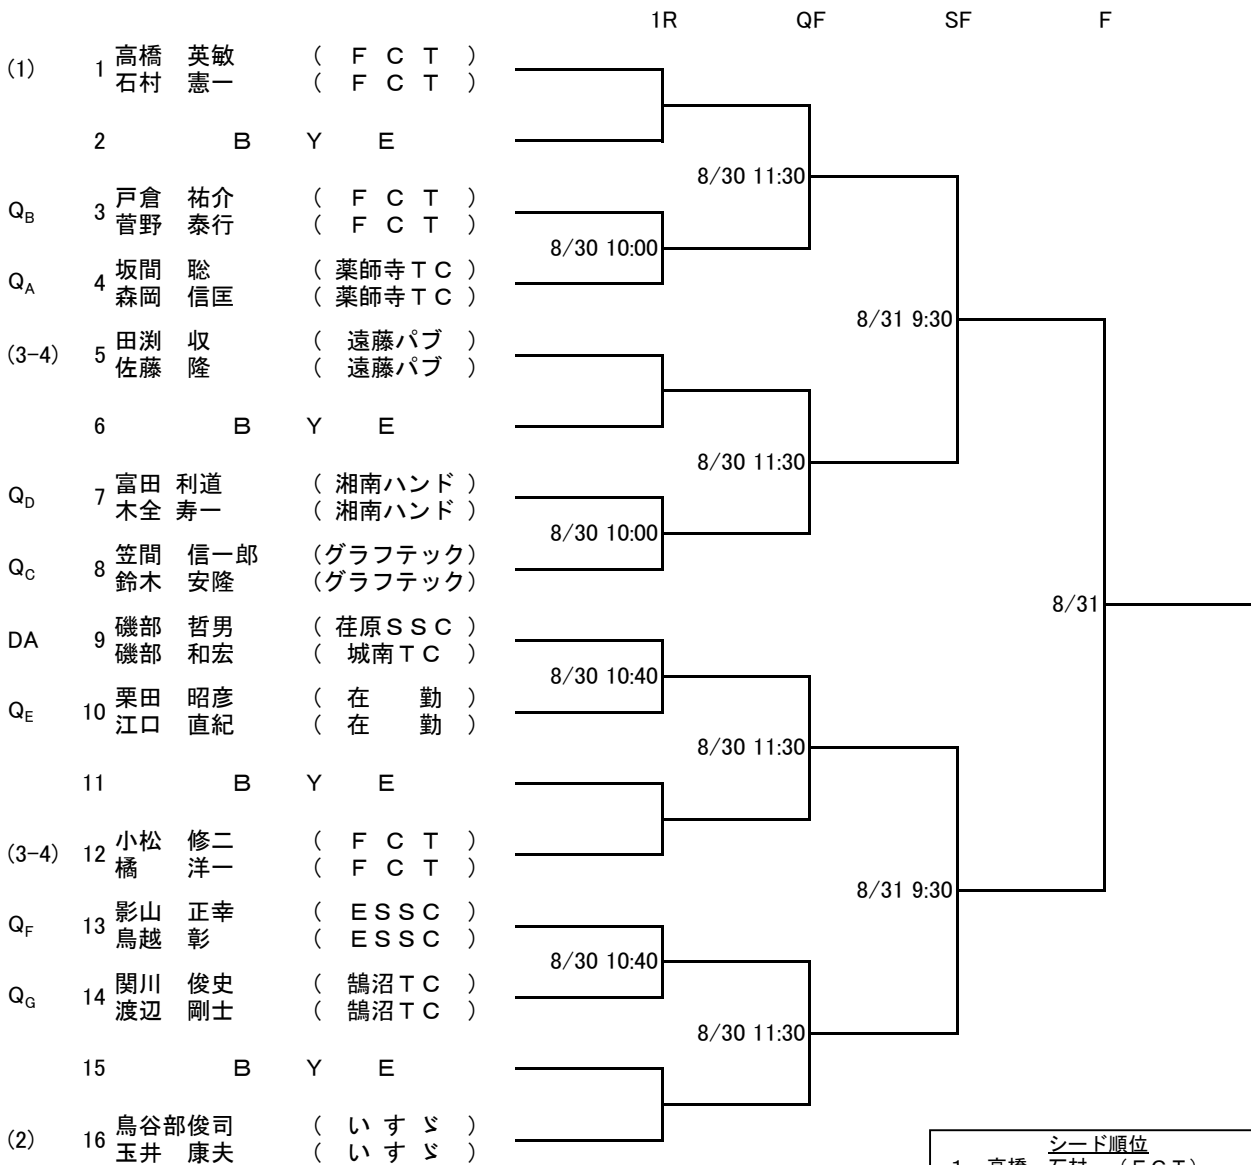 1R QF SF F
(1) 1 高橋 英敏 ( F C T )
石村 憲一 ( F C T )
2 B Y E
8/30 11:30
QB 3 戸倉 祐介 ( F C T )
菅野 泰行 ( F C T )
8/30 10:00
QA 4 坂間 聡 ( 薬師寺TC )
森岡 信匡 ( 薬師寺TC )
8/31 9:30
(3-4) 5 田渕 収 ( 遠藤パブ )
佐藤 隆 ( 遠藤パブ )
6 B Y E
8/30 11:30
QD 7 富田 利道 ( 湘南ハンド )
木全 寿一 ( 湘南ハンド )
8/30 10:00
QC 8 笠間 信一郎 (グラフテック)
鈴木 安隆 (グラフテック)
8/31
DA 9 磯部 哲男 ( 荏原SSC )
磯部 和宏 ( 城南TC )
8/30 10:40
QE 10 栗田 昭彦 ( 在 勤 )
江口 直紀 ( 在 勤 )
8/30 11:30
11 B Y E
(3-4) 12 小松 修二 ( F C T )
橘 洋一 ( F C T )
8/31 9:30
QF 13 影山 正幸 ( ESSC )
鳥越 彰 ( ESSC )
8/30 10:40
QG 14 関川 俊史 ( 鵠沼TC )
渡辺 剛士 ( 鵠沼TC )
8/30 11:30
15 B Y E
(2) 16 鳥谷部俊司 ( いすゞ )
玉井 康夫 ( いすゞ )
シード順位
1 高橋・石村 (FCT)